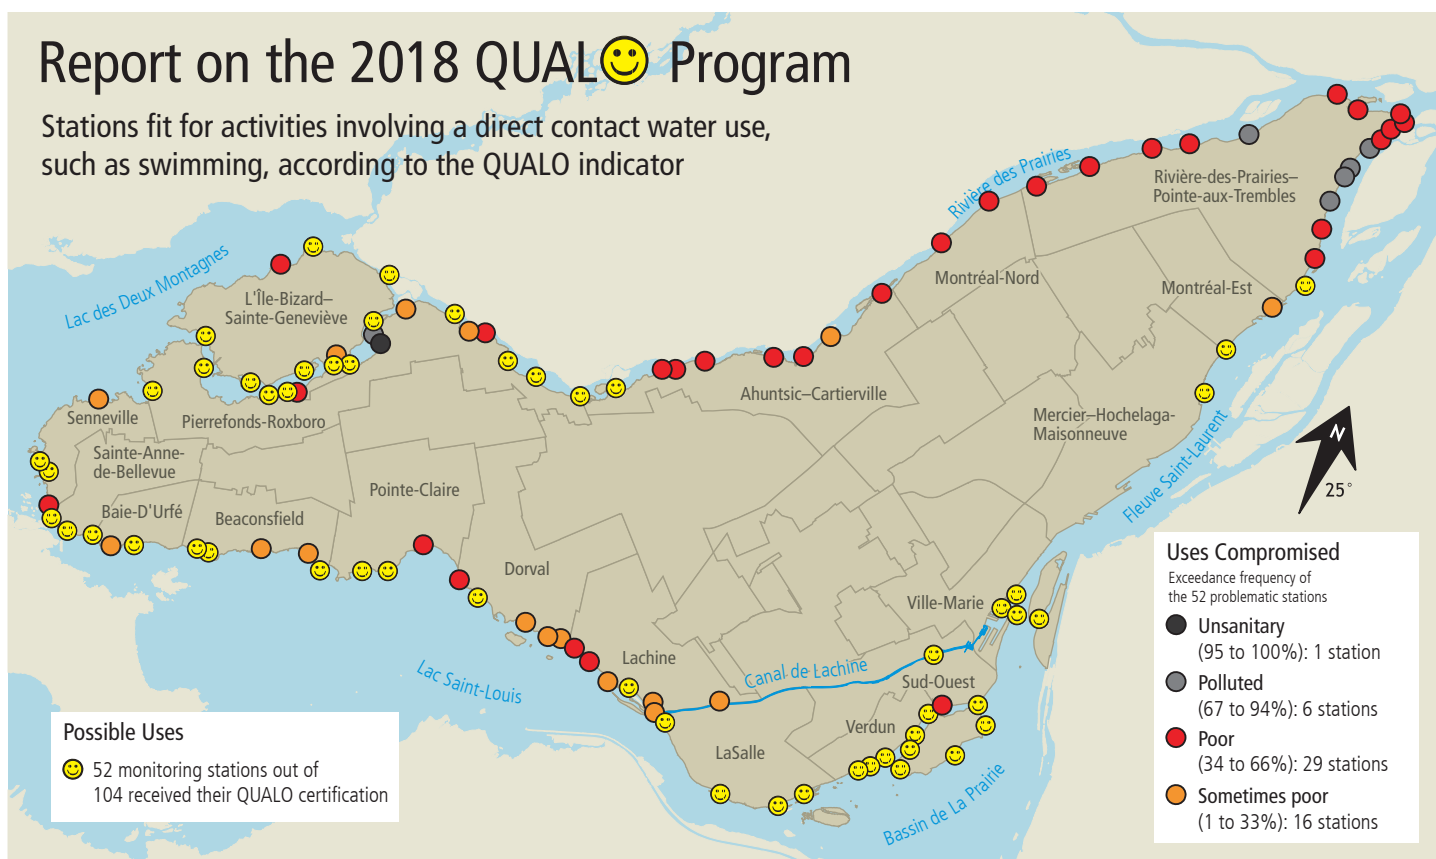 Report on the 2018 QUALO Program
Stations fit for activities involving a direct contact water use,
such as swimming, according to the QUALO indicator
Rivière des Prairies
Rivière-des-Prairies–
Pointe-aux-Trembles
Lac des Deux Montagnes
L'Île-Bizard–
Sainte-Geneviève
Montréal-Nord
Montréal-Est
Ahuntsic–Cartierville
Senneville
Pierrefonds-Roxboro
Mercier–Hochelaga-
Maisonneuve
Sainte-Anne-
de-Bellevue
Baie-D'Urfé
Beaconsfield
Pointe-Claire
Fleuve Saint-Laurent
N
25°
Dorval
Ville-Marie
Lachine
Canal de Lachine
Sud-Ouest
Lac Saint-Louis
Verdun
LaSalle
Bassin de La Prairie
Possible Uses
52 monitoring stations out of
104 received their QUALO certification
Uses Compromised
Exceedance frequency of
the 52 problematic stations
Unsanitary
(95 to 100%): 1 station
Polluted
(67 to 94%): 6 stations
Poor
(34 to 66%): 29 stations
Sometimes poor
(1 to 33%): 16 stations